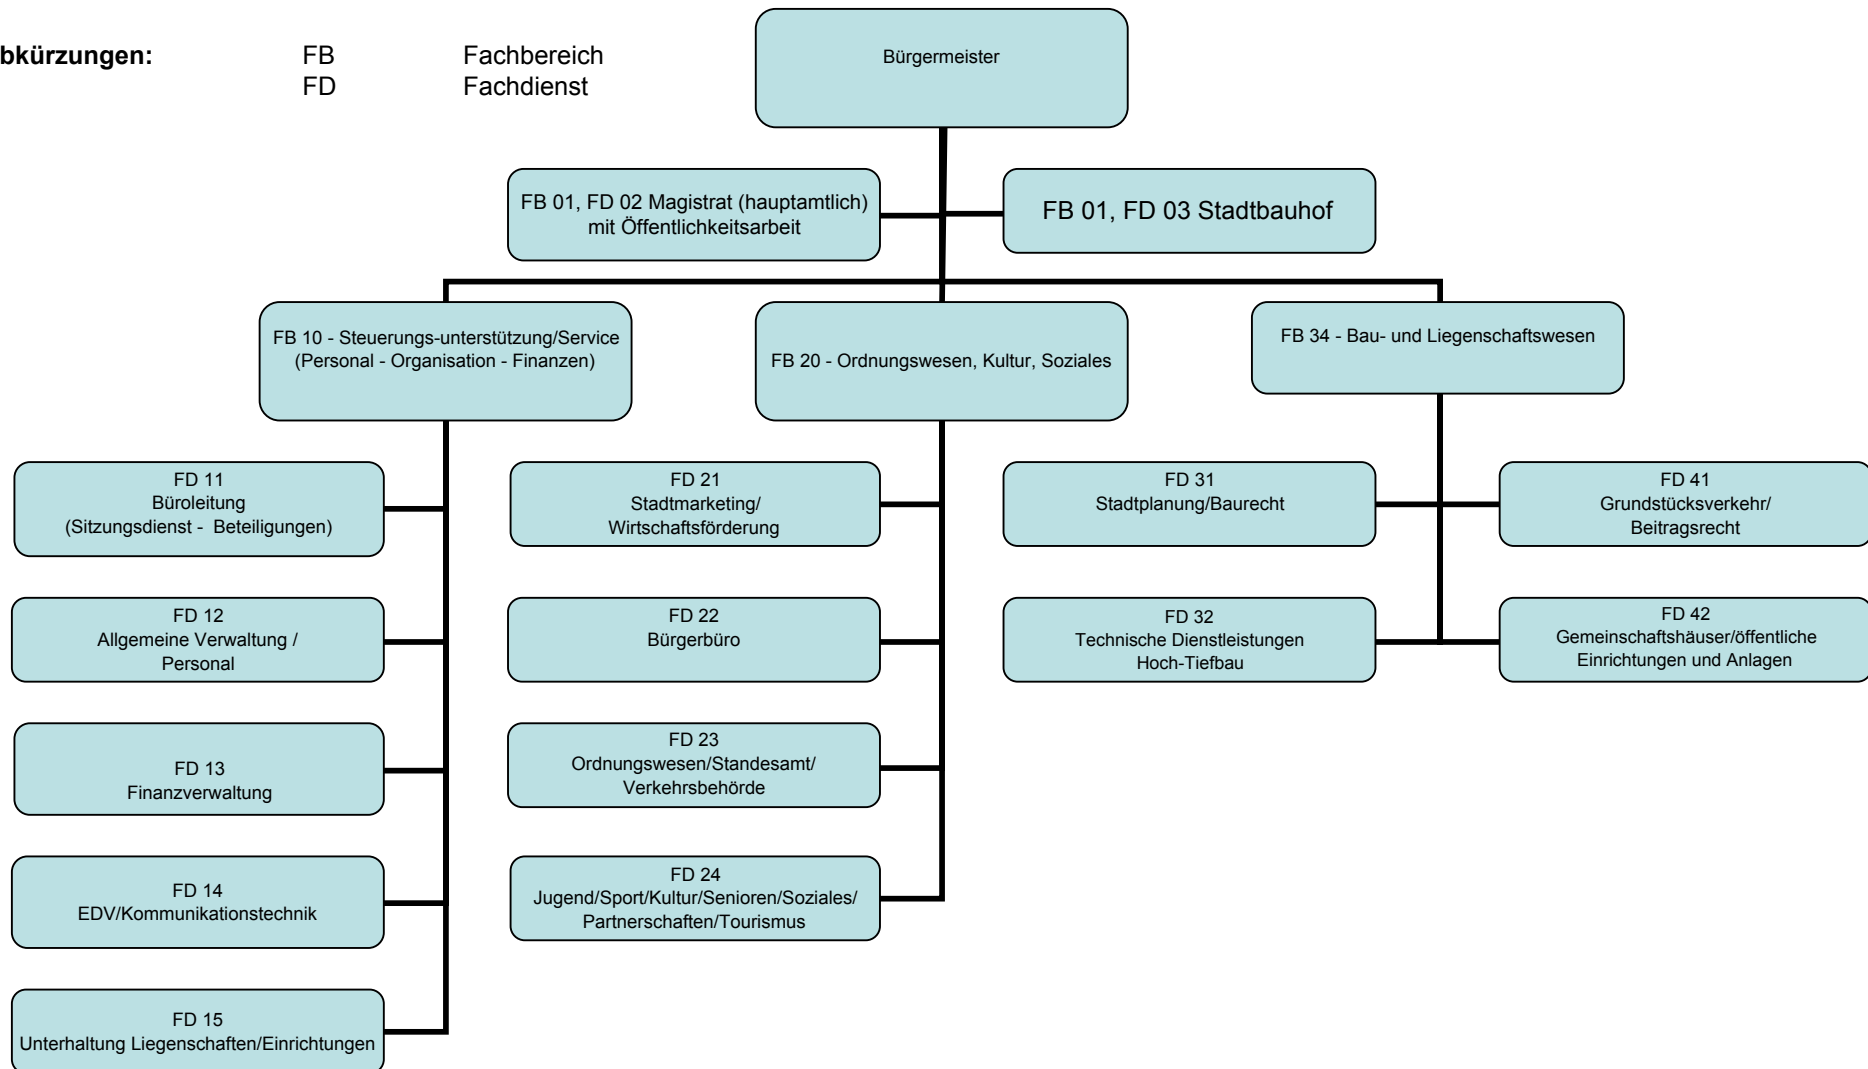 bkürzungen: FB Fachbereich
FD Fachdienst
Bürgermeister
FB 01, FD 02 Magistrat (hauptamtlich)
mit Öffentlichkeitsarbeit
FB 01, FD 03 Stadtbauhof
FB 10 - Steuerungs-unterstützung/Service
(Personal - Organisation - Finanzen)
FB 20 - Ordnungswesen, Kultur, Soziales
FB 34 - Bau- und Liegenschaftswesen
FD 11
Büroleitung
(Sitzungsdienst - Beteiligungen)
FD 21
Stadtmarketing/
Wirtschaftsförderung
FD 31
Stadtplanung/Baurecht
FD 41
Grundstücksverkehr/
Beitragsrecht
FD 12
Allgemeine Verwaltung /
Personal
FD 22
Bürgerbüro
FD 32
Technische Dienstleistungen
Hoch-Tiefbau
FD 42
Gemeinschaftshäuser/öffentliche
Einrichtungen und Anlagen
FD 13
Finanzverwaltung
FD 23
Ordnungswesen/Standesamt/
Verkehrsbehörde
FD 14
EDV/Kommunikationstechnik
FD 24
Jugend/Sport/Kultur/Senioren/Soziales/
Partnerschaften/Tourismus
FD 15
Unterhaltung Liegenschaften/Einrichtungen